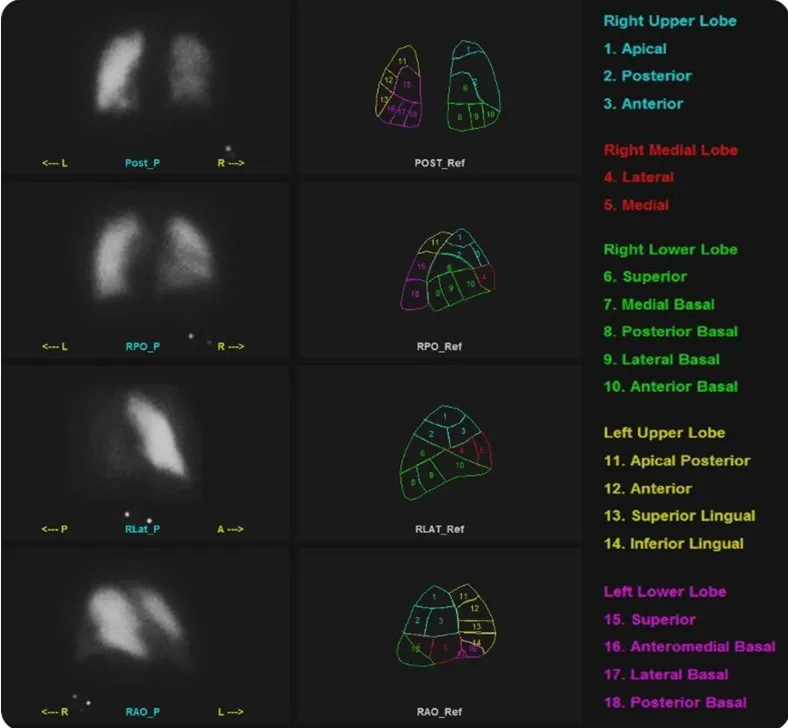 11
1
12
15
2
6
13
16
17
18
8
9
10
<--- L
Post_P
R --->
POST_Ref
11
1
2
3
15
6
4
18
8
9
10
<--- L
RPO_P
R --->
RPO_Ref
1
2
3
6
4
5
8
9
10
<--- P
RLat_P
A --->
RLAT_Ref
1
11
12
2
3
13
14
5
<--- R
RAO_P
L --->
RAO_Ref
Right Upper Lobe
1. Apical
2. Posterior
3. Anterior
Right Medial Lobe
4. Lateral
5. Medial
Right Lower Lobe
6. Superior
7. Medial Basal
8. Posterior Basal
9. Lateral Basal
10. Anterior Basal
Left Upper Lobe
11. Apical Posterior
12. Anterior
13. Superior Lingual
14. Inferior Lingual
Left Lower Lobe
15. Superior
16. Anteromedial Basal
17. Lateral Basal
18. Posterior Basal